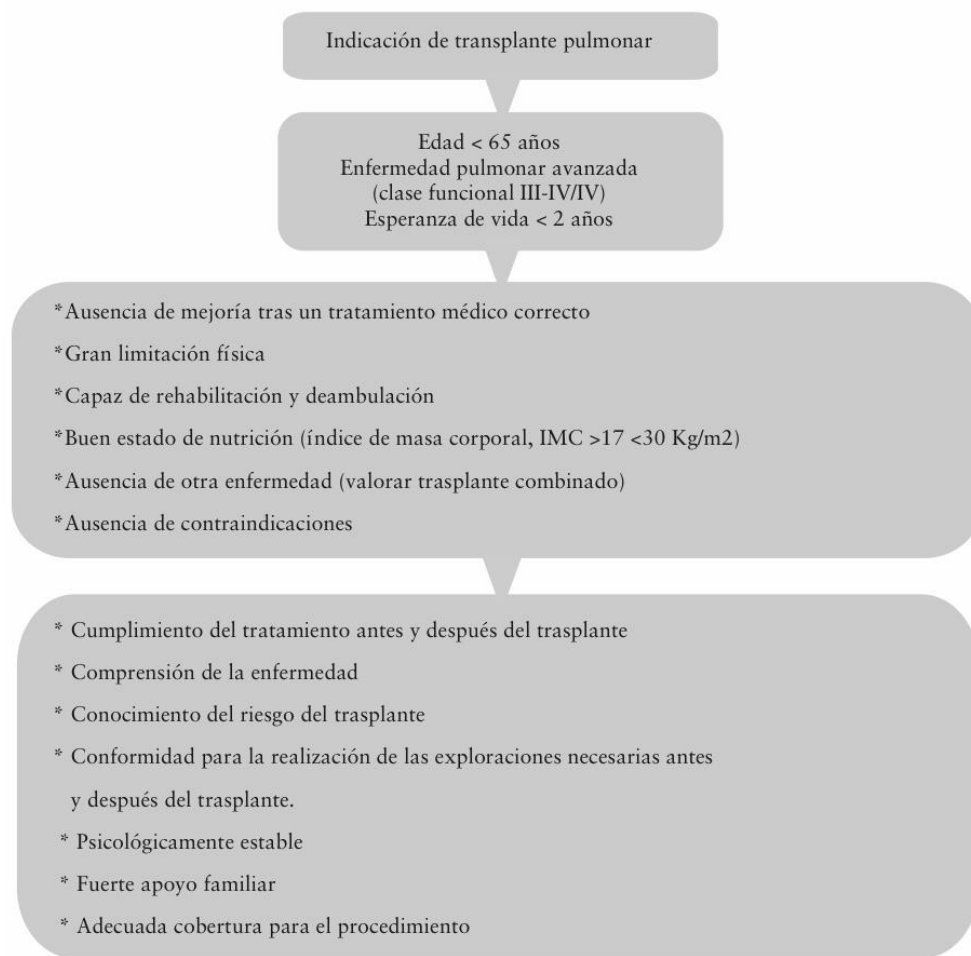 Indicación de transplante pulmonar
Edad < 65 años
Enfermedad pulmonar avanzada
(clase funcional III-IV/IV)
Esperanza de vida < 2 años
*Ausencia de mejoría tras un tratamiento médico correcto
*Gran limitación física
*Capaz de rehabilitación y deambulación
*Buen estado de nutrición (índice de masa corporal, IMC >17 <30 Kg/m2)
*Ausencia de otra enfermedad (valorar trasplante combinado)
*Ausencia de contraindicaciones
* Cumplimiento del tratamiento antes y después del trasplante
* Comprensión de la enfermedad
* Conocimiento del riesgo del trasplante
* Conformidad para la realización de las exploraciones necesarias antes
y después del trasplante.
* Psicológicamente estable
* Fuerte apoyo familiar
* Adecuada cobertura para el procedimiento